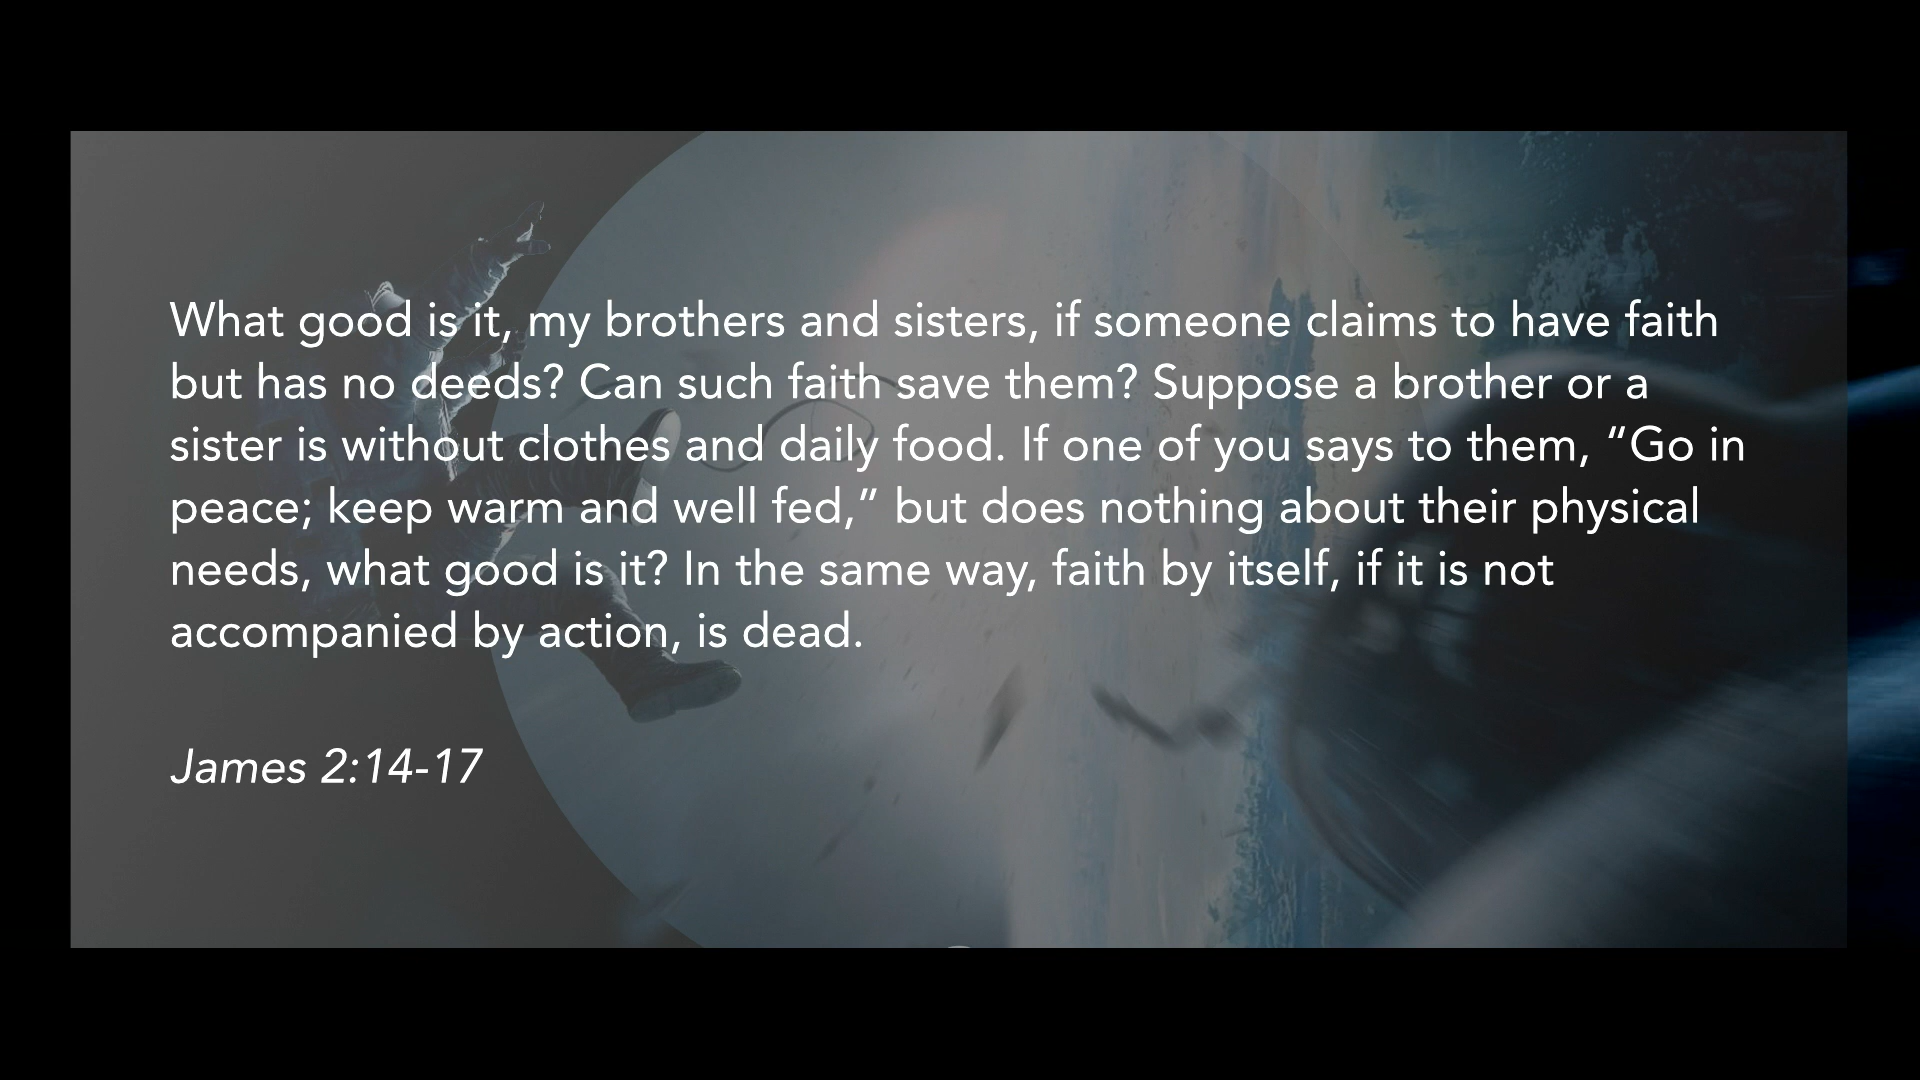 What good is it, my brothers and sisters, if someone claims to have faith
but has no deeds? Can such faith save them? Suppose a brother or a
sister is without clothes and daily food. If one of you says to them, “Go in
peace; keep warm and well fed,” but does nothing about their physical
needs, what good is it? In the same way, faith by itself, if it is not
accompanied by action, is dead.
James 2:14-17